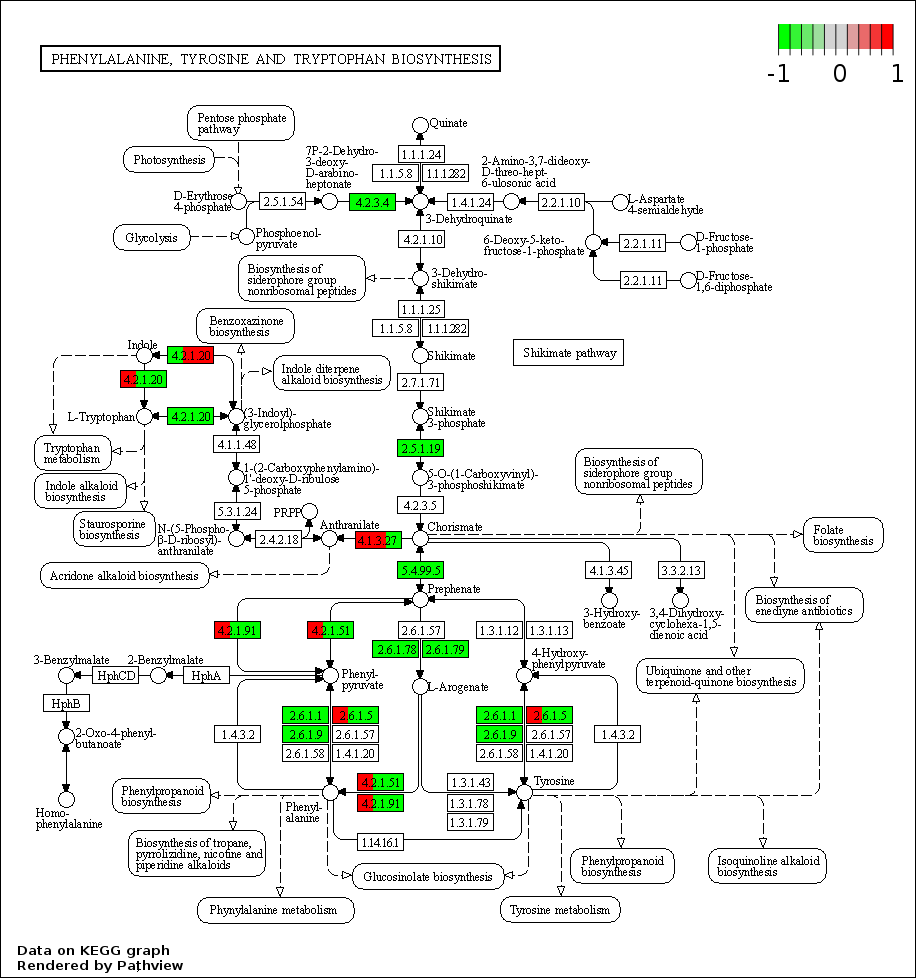 -1 0 1
PHENYLALANINE, TYROSINE AND TRYPTOPHAN BIOSYNTHESIS
Pentose phosphate
pathway
Quinate
Photosynthesis
7P-2-Dehydro-
3-deoxy-
D-arabino-
heptonate
1.1.1.24
1.1.5.8
1.1.1.282
2-Amino-3,7-dideoxy-
D-threo-hept-
6-ulosonic acid
D-Erythrose
4-phosphate
2.5.1.54
4.2.3.4
1.4.1.24
2.2.1.10
L-Aspartate
4-semialdehyde
3-Dehydroquinate
Glycolysis
Phosphoenol-
pyruvate
4.2.1.10
6-Deoxy-5-keto-
fructose-1-phosphate
2.2.1.11
D-Fructose-
1-phosphate
Biosynthesis of
siderophore group
nonribosomal peptides
3-Dehydro-
shikimate
2.2.1.11
D-Fructose-
1,6-diphosphate
1.1.1.25
1.1.5.8
1.1.1.282
Benzoxazinone
biosynthesis
Indole
4.2.1.20
Shikimate
Shikimate pathway
4.2.1.20
Indole diterpene
alkaloid biosynthesis
2.7.1.71
L-Tryptophan
4.2.1.20
(3-Indoyl)-
glycerolphosphate
Shikimate
3-phosphate
Tryptophan
metabolism
4.1.1.48
2.5.1.19
Indole alkaloid
biosynthesis
1-(2-Carboxyphenylamino)-
1'-deoxy-D-ribulose
5-phosphate
5-O-(1-Carboxyvinyl)-
3-phosphoshikimate
Biosynthesis of
siderophore group
nonribosomal peptides
Staurosporine
biosynthesis
5.3.1.24
PRPP
4.2.3.5
N-(5-Phospho-
β-D-ribosyl)-
anthranilate
2.4.2.18
Anthranilate
4.1.3.27
Chorismate
Folate
biosynthesis
Acridone alkaloid biosynthesis
5.4.99.5
4.1.3.45
3.3.2.13
Prephenate
3-Hydroxy-
benzoate
3,4-Dihydroxy-
cyclohexa-1,5-
dienoic acid
Biosynthesis of
enediyne antibiotics
4.2.1.91
4.2.1.51
2.6.1.57
1.3.1.12
1.3.1.13
2.6.1.78
2.6.1.79
3-Benzylmalate
2-Benzylmalate
HphCD
HphA
Phenyl-
pyruvate
L-Arogenate
4-Hydroxy-
phenylpyruvate
Ubiquinone and other
terpenoid-quinone biosynthesis
HphB
2-Oxo-4-phenyl-
butanoate
1.4.3.2
2.6.1.1
2.6.1.5
2.6.1.9
2.6.1.57
2.6.1.58
1.4.1.20
2.6.1.1
2.6.1.5
2.6.1.9
2.6.1.57
2.6.1.58
1.4.1.20
1.4.3.2
Homo-
phenylalanine
Phenylpropanoid
biosynthesis
Phenyl-
alanine
4.2.1.51
4.2.1.91
1.3.1.43
1.3.1.78
1.3.1.79
Tyrosine
1.14.16.1
Biosynthesis of tropane,
pyrrolizidine, nicotine and
piperidine alkaloids
Glucosinolate biosynthesis
Phenylpropanoid
biosynthesis
Isoquinoline alkaloid
biosynthesis
Phynylalanine metabolism
Tyrosine metabolism
Data on KEGG graph
Rendered by Pathview